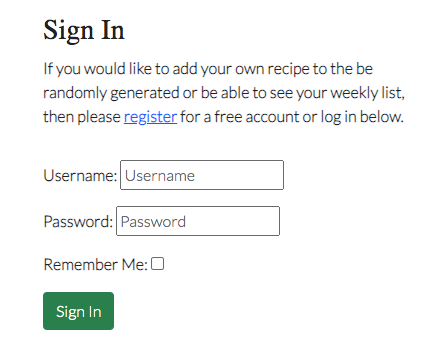 Sign In
If you would like to add your own recipe to the be
randomly generated or be able to see your weekly list,
then please register for a free account or log in below.
Username: Username
Password: Password
Remember Me:
Sign In